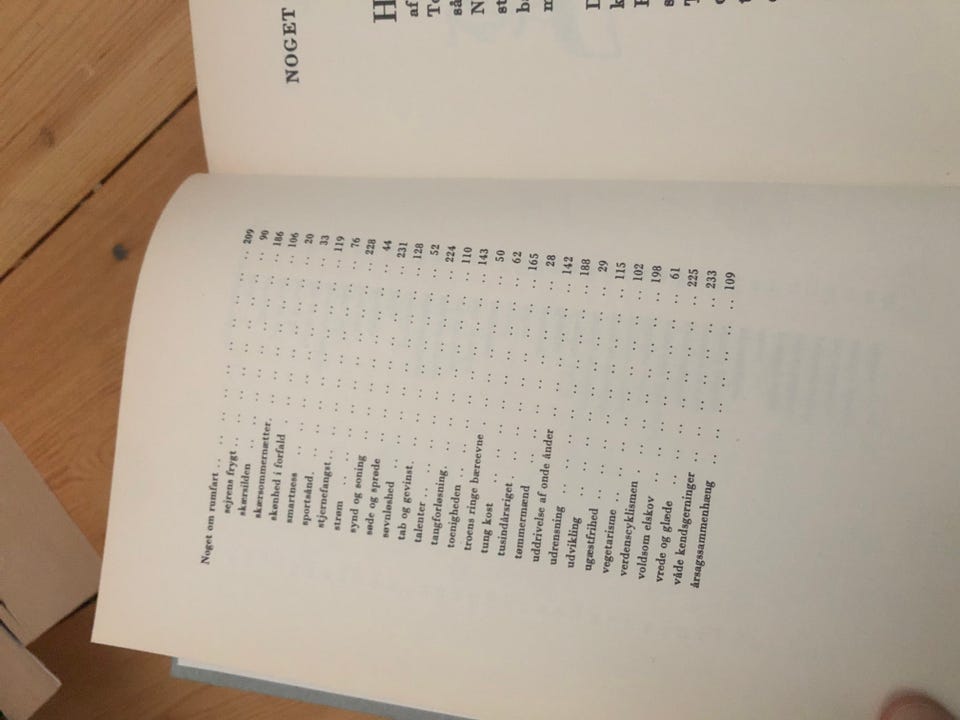 Noget om rumfart .. .. .. .. .. .. .. .. 209
sejrens frygt .. .. .. .. .. .. .. .. 90
skærsilden .. .. .. .. .. .. .. .. 186
skærsommernætter. .. .. .. .. .. .. 106
skønhed i forfald .. .. .. .. .. .. 20
smartness .. .. .. .. .. .. .. .. 33
sportsånd. .. .. .. .. .. .. .. 119
stjernefangst. .. .. .. .. .. .. .. 76
strøm .. .. .. .. .. .. .. .. .. 228
synd og soning .. .. .. .. .. .. .. 44
søde og sprøde .. .. .. .. .. .. .. 231
søvnløshed .. .. .. .. .. .. .. .. 128
tab og gevinst. .. .. .. .. .. .. .. 52
talenter .. .. .. .. .. .. .. .. .. 224
tangforløsning. .. .. .. .. .. .. .. 110
toenigheden .. .. .. .. .. .. .. .. 143
troens ringe bæreevne .. .. .. .. .. 50
tung kost .. .. .. .. .. .. .. .. 62
tusindårsriget .. .. .. .. .. .. .. 165
tømmermænd .. .. .. .. .. .. .. 28
uddrivelse af onde ånder .. .. .. .. 142
udrensning .. .. .. .. .. .. .. .. 188
udvikling .. .. .. .. .. .. .. .. 29
ugæstfrihed .. .. .. .. .. .. .. .. 115
vegetarisme .. .. .. .. .. .. .. .. 102
verdenscyklismen .. .. .. .. .. .. 198
voldsom elskov .. .. .. .. .. .. .. 61
vrede og glæde .. .. .. .. .. .. .. 225
våde kendsgerninger .. .. .. .. .. 233
årsagssammenhæng .. .. .. .. .. .. 109
NOGET
H
af
så